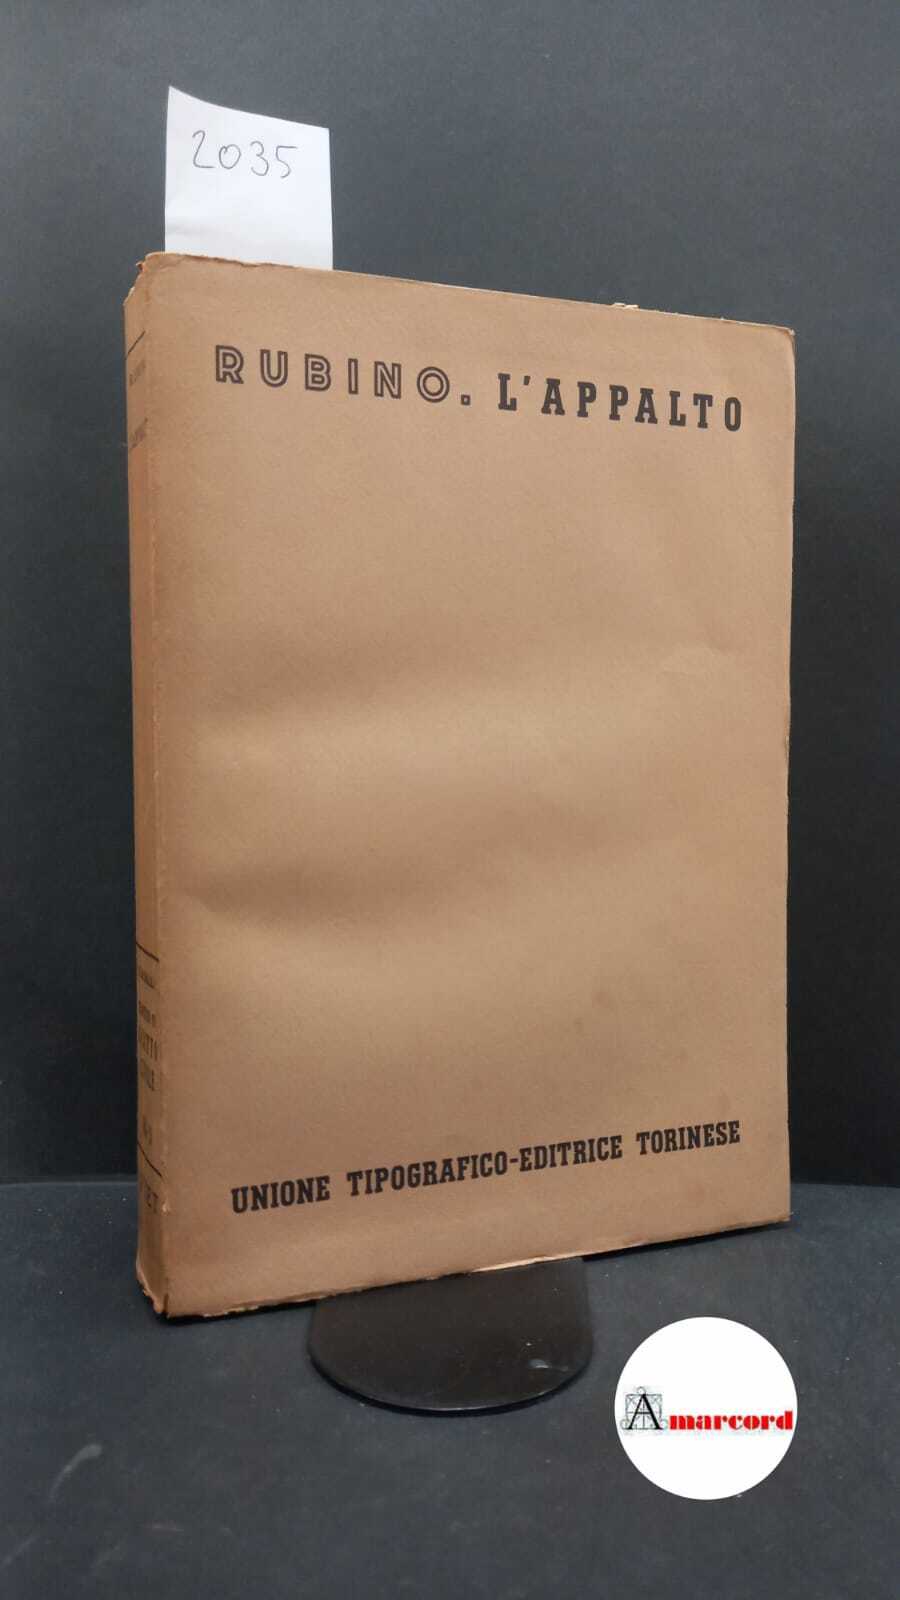 2035
RUBINO. L'APPALTO
UNIONE TIPOGRAFICO-EDITRICE TORINESE
Amarcord